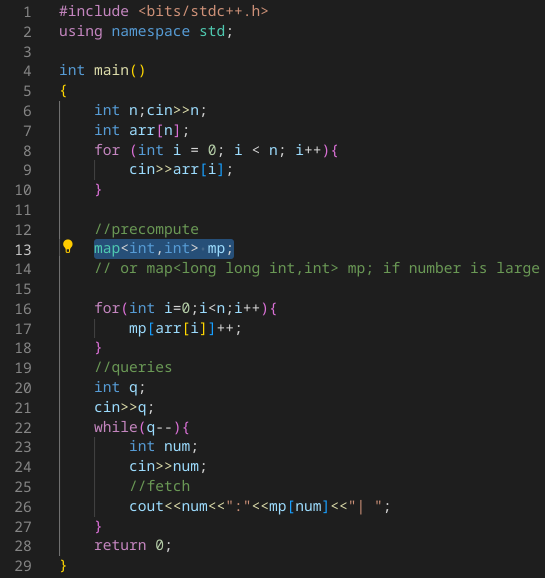 1 #include <bits/stdc++.h>
2 using namespace std;
3
4 int main()
5 {
6     int n;cin>>n;
7     int arr[n];
8     for (int i = 0; i < n; i++){
9         cin>>arr[i];
10     }
11
12     //precompute
13     map<int,int> mp;
14     // or map<long long int,int> mp; if number is large
15
16     for(int i=0;i<n;i++){
17         mp[arr[i]]++;
18     }
19     //queries
20     int q;
21     cin>>q;
22     while(q--){
23         int num;
24         cin>>num;
25         //fetch
26         cout<<num<<":"<<mp[num]<<"| ";
27     }
28     return 0;
29 }